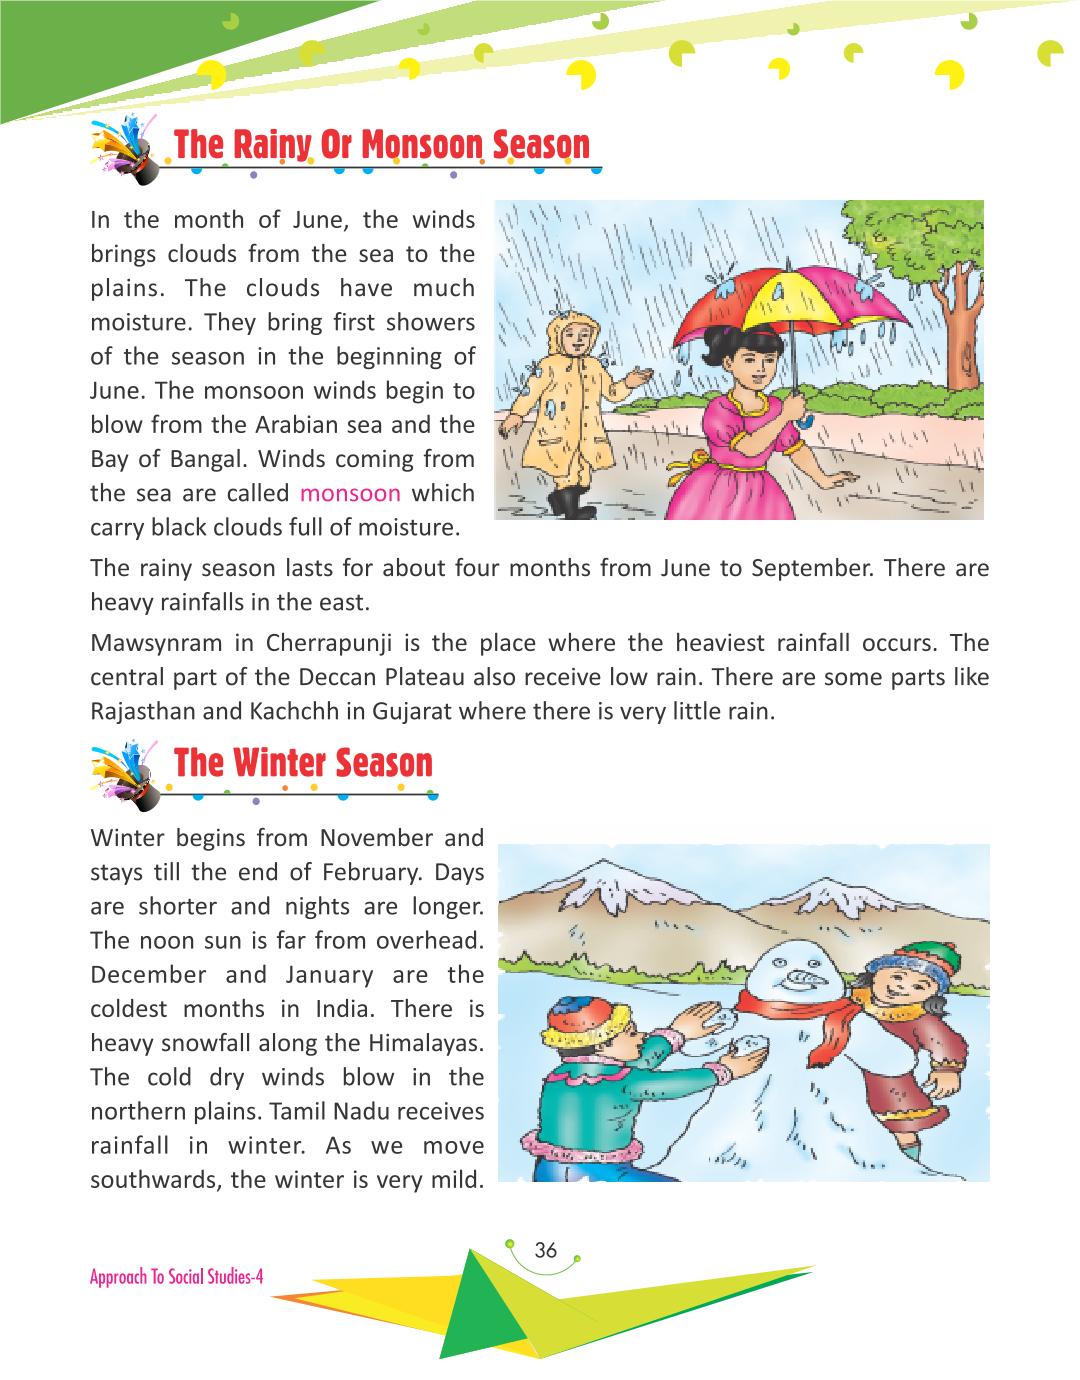 The Rainy Or Monsoon Season
In the month of June, the winds
brings clouds from the sea to the
plains. The clouds have much
moisture. They bring first showers
of the season in the beginning of
June. The monsoon winds begin to
blow from the Arabian sea and the
Bay of Bangal. Winds coming from
the sea are called monsoon which
carry black clouds full of moisture.
The rainy season lasts for about four months from June to September. There are
heavy rainfalls in the east.
Mawsynram in Cherrapunji is the place where the heaviest rainfall occurs. The
central part of the Deccan Plateau also receive low rain. There are some parts like
Rajasthan and Kachchh in Gujarat where there is very little rain.
The Winter Season
Winter begins from November and
stays till the end of February. Days
are shorter and nights are longer.
The noon sun is far from overhead.
December and January are the
coldest months in India. There is
heavy snowfall along the Himalayas.
The cold dry winds blow in the
northern plains. Tamil Nadu receives
rainfall in winter. As we move
southwards, the winter is very mild.
36
Approach To Social Studies-4